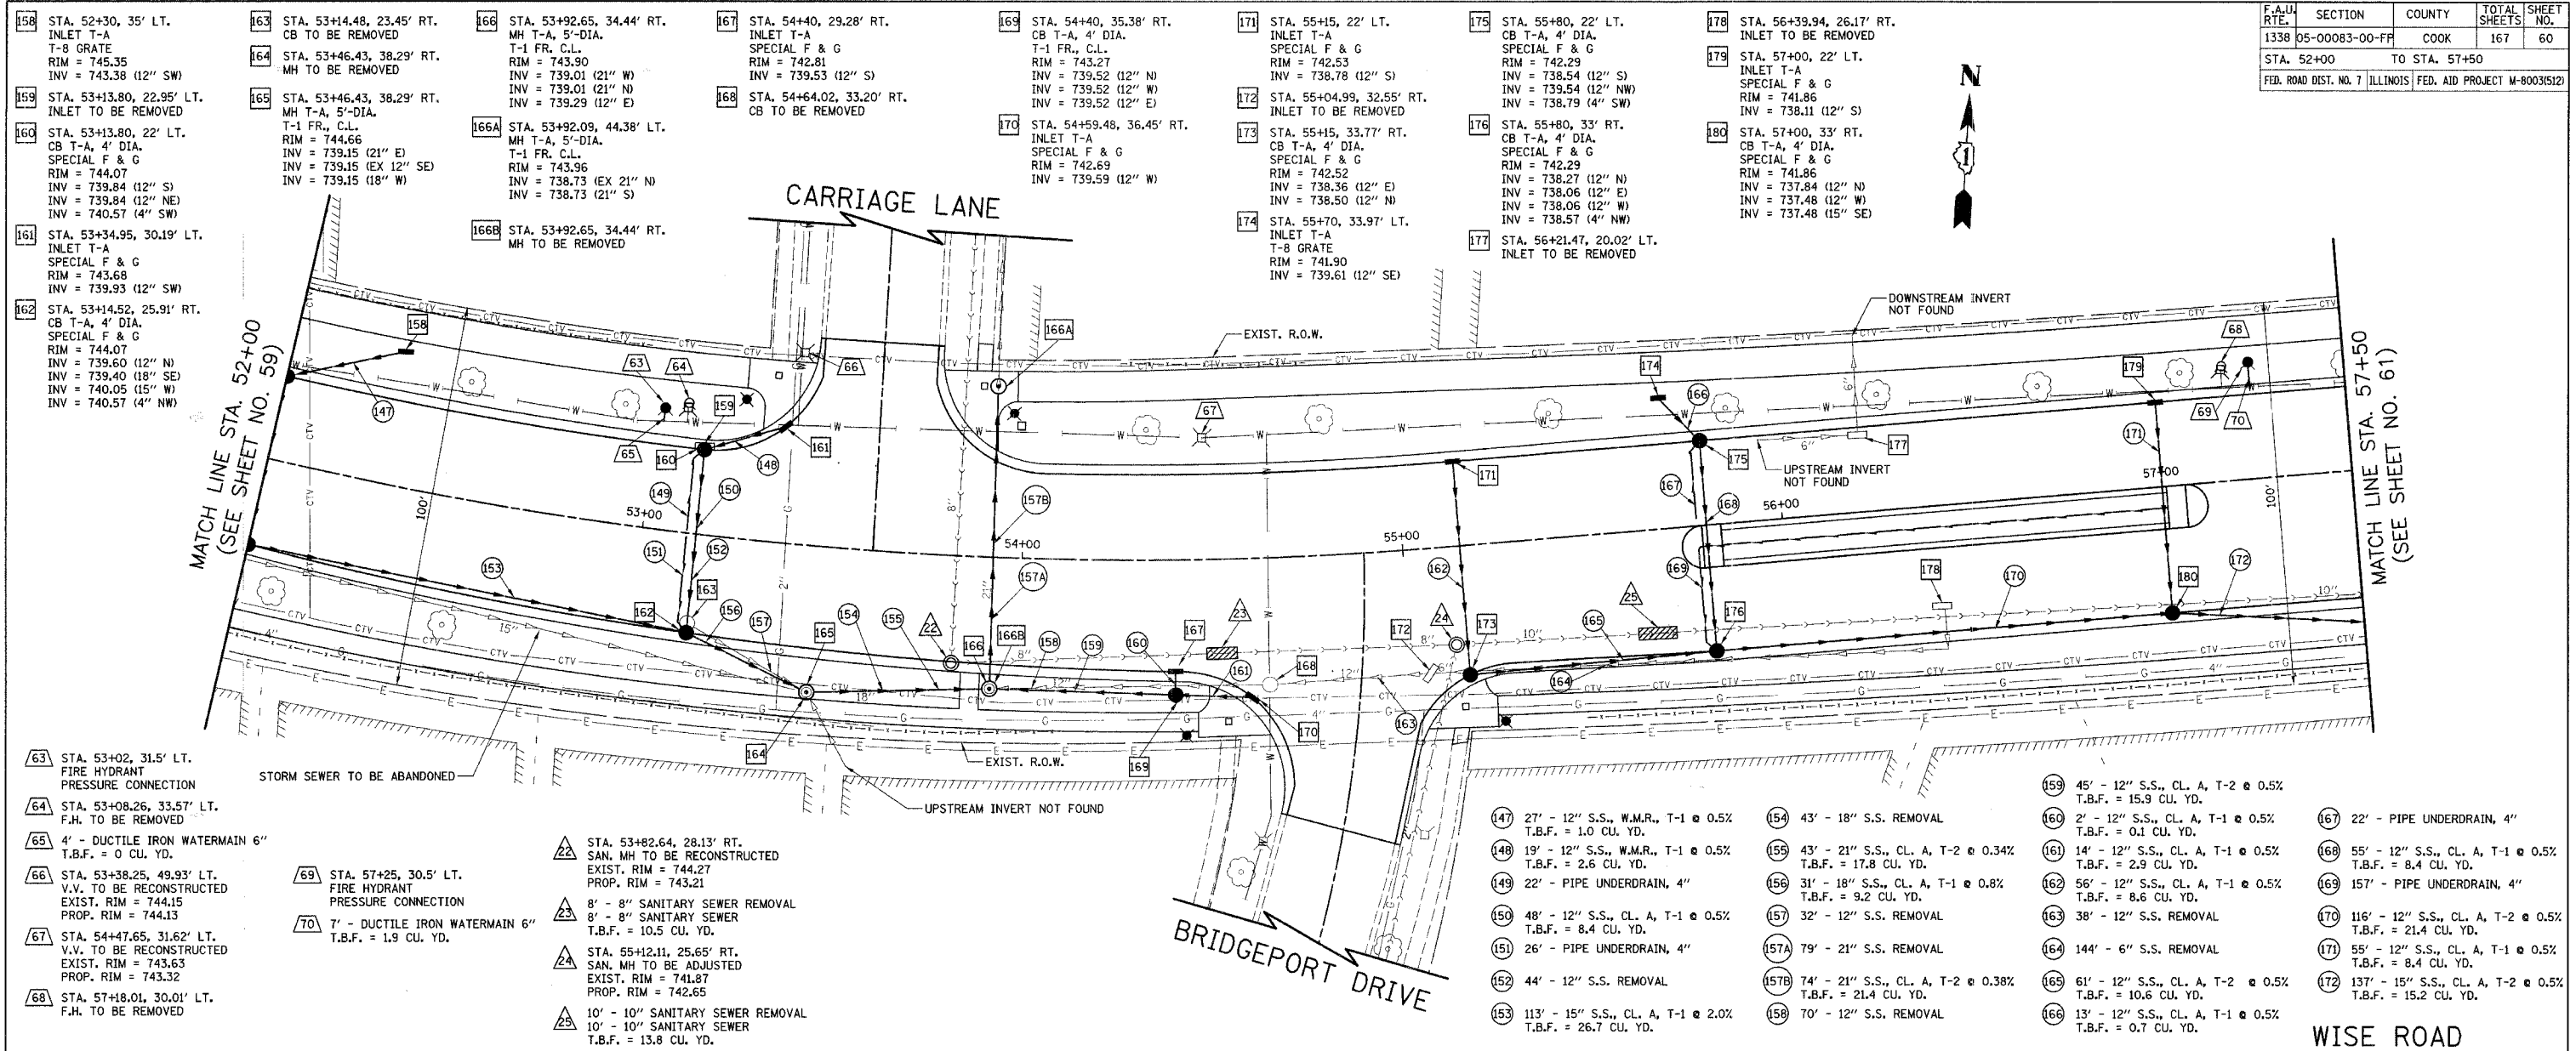 158 STA. 52+30, 35' LT.
INLET T-A
T-8 GRATE
RIM = 745.35
INV = 743.38 (12" SW)
159 STA. 53+13.80, 22.95' LT.
INLET TO BE REMOVED
160 STA. 53+13.80, 22' LT.
CB T-A, 4' DIA.
SPECIAL F & G
RIM = 744.07
INV = 739.84 (12" S)
INV = 739.84 (12" NE)
INV = 740.57 (4" SW)
161 STA. 53+34.95, 30.19' LT.
INLET T-A
SPECIAL F & G
RIM = 743.68
INV = 739.93 (12" SW)
162 STA. 53+14.52, 25.91' RT.
CB T-A, 4' DIA.
SPECIAL F & G
RIM = 744.07
INV = 739.60 (12" N)
INV = 739.40 (18" SE)
INV = 740.05 (15" W)
INV = 740.57 (4" NW)
163 STA. 53+14.48, 23.45' RT.
CB TO BE REMOVED
164 STA. 53+46.43, 38.29' RT.
MH TO BE REMOVED
165 STA. 53+46.43, 38.29' RT.
MH T-A, 5'-DIA.
T-1 FR., C.L.
RIM = 744.66
INV = 739.15 (21" E)
INV = 739.15 (EX 12" SE)
INV = 739.15 (18" W)
166 STA. 53+92.65, 34.44' RT.
MH T-A, 5'-DIA.
T-1 FR. C.L.
RIM = 743.90
INV = 739.01 (21" W)
INV = 739.01 (21" N)
INV = 739.29 (12" E)
166A STA. 53+92.09, 44.38' LT.
MH T-A, 5'-DIA.
T-1 FR. C.L.
RIM = 743.96
INV = 738.73 (EX 21" N)
INV = 738.73 (21" S)
166B STA. 53+92.65, 34.44' RT.
MH TO BE REMOVED
167 STA. 54+40, 29.28' RT.
INLET T-A
SPECIAL F & G
RIM = 742.81
INV = 739.53 (12" S)
168 STA. 54+64.02, 33.20' RT.
CB TO BE REMOVED
169 STA. 54+40, 35.38' RT.
CB T-A, 4' DIA.
T-1 FR., C.L.
RIM = 743.27
INV = 739.52 (12" N)
INV = 739.52 (12" W)
INV = 739.52 (12" E)
170 STA. 54+59.48, 36.45' RT.
INLET T-A
SPECIAL F & G
RIM = 742.69
INV = 739.59 (12" W)
171 STA. 55+15, 22' LT.
INLET T-A
SPECIAL F & G
RIM = 742.53
INV = 738.78 (12" S)
172 STA. 55+04.99, 32.55' RT.
INLET TO BE REMOVED
173 STA. 55+15, 33.77' RT.
CB T-A, 4' DIA.
SPECIAL F & G
RIM = 742.52
INV = 738.36 (12" E)
INV = 738.50 (12" N)
174 STA. 55+70, 33.97' LT.
INLET T-A
T-8 GRATE
RIM = 741.90
INV = 739.61 (12" SE)
175 STA. 55+80, 22' LT.
CB T-A, 4' DIA.
SPECIAL F & G
RIM = 742.29
INV = 738.54 (12" S)
INV = 739.54 (12" NW)
INV = 738.79 (4" SW)
176 STA. 55+80, 33' RT.
CB T-A, 4' DIA.
SPECIAL F & G
RIM = 742.29
INV = 738.27 (12" N)
INV = 738.06 (12" E)
INV = 738.06 (12" W)
INV = 738.57 (4" NW)
177 STA. 56+21.47, 20.02' LT.
INLET TO BE REMOVED
178 STA. 56+39.94, 26.17' RT.
INLET TO BE REMOVED
179 STA. 57+00, 22' LT.
INLET T-A
SPECIAL F & G
RIM = 741.86
INV = 738.11 (12" S)
180 STA. 57+00, 33' RT.
CB T-A, 4' DIA.
SPECIAL F & G
RIM = 741.86
INV = 737.84 (12" N)
INV = 737.48 (12" W)
INV = 737.48 (15" SE)
F.A.U. RTE. SECTION COUNTY TOTAL SHEETS SHEET NO.
1338 05-00083-00-FP COOK 167 60
STA. 52+00 TO STA. 57+50
FED. ROAD DIST. NO. 7 ILLINOIS FED. AID PROJECT M-8003(512)
N
1
CARRIAGE LANE
MATCH LINE STA. 52+00
(SEE SHEET NO. 59)
MATCH LINE STA. 57+50
(SEE SHEET NO. 61)
EXIST. R.O.W.
DOWNSTREAM INVERT
NOT FOUND
UPSTREAM INVERT
NOT FOUND
53+00
54+00
55+00
56+00
57+00
100'
100'
STORM SEWER TO BE ABANDONED
EXIST. R.O.W.
UPSTREAM INVERT NOT FOUND
BRIDGEPORT DRIVE
63 STA. 53+02, 31.5' LT.
FIRE HYDRANT
PRESSURE CONNECTION
64 STA. 53+08.26, 33.57' LT.
F.H. TO BE REMOVED
65 4' - DUCTILE IRON WATERMAIN 6"
T.B.F. = 0 CU. YD.
66 STA. 53+38.25, 49.93' LT.
V.V. TO BE RECONSTRUCTED
EXIST. RIM = 744.15
PROP. RIM = 744.13
67 STA. 54+47.65, 31.62' LT.
V.V. TO BE RECONSTRUCTED
EXIST. RIM = 743.63
PROP. RIM = 743.32
68 STA. 57+18.01, 30.01' LT.
F.H. TO BE REMOVED
69 STA. 57+25, 30.5' LT.
FIRE HYDRANT
PRESSURE CONNECTION
70 7' - DUCTILE IRON WATERMAIN 6"
T.B.F. = 1.9 CU. YD.
22 STA. 53+82.64, 28.13' RT.
SAN. MH TO BE RECONSTRUCTED
EXIST. RIM = 744.27
PROP. RIM = 743.21
23 8' - 8" SANITARY SEWER REMOVAL
8' - 8" SANITARY SEWER
T.B.F. = 10.5 CU. YD.
24 STA. 55+12.11, 25.65' RT.
SAN. MH TO BE ADJUSTED
EXIST. RIM = 741.87
PROP. RIM = 742.65
25 10' - 10" SANITARY SEWER REMOVAL
10' - 10" SANITARY SEWER
T.B.F. = 13.8 CU. YD.
147 27' - 12" S.S., W.M.R., T-1 @ 0.5%
T.B.F. = 1.0 CU. YD.
148 19' - 12" S.S., W.M.R., T-1 @ 0.5%
T.B.F. = 2.6 CU. YD.
149 22' - PIPE UNDERDRAIN, 4"
150 48' - 12" S.S., CL. A, T-1 @ 0.5%
T.B.F. = 8.4 CU. YD.
151 26' - PIPE UNDERDRAIN, 4"
152 44' - 12" S.S. REMOVAL
153 113' - 15" S.S., CL. A, T-1 @ 2.0%
T.B.F. = 26.7 CU. YD.
154 43' - 18" S.S. REMOVAL
155 43' - 21" S.S., CL. A, T-2 @ 0.34%
T.B.F. = 17.8 CU. YD.
156 31' - 18" S.S., CL. A, T-1 @ 0.8%
T.B.F. = 9.2 CU. YD.
157 32' - 12" S.S. REMOVAL
157A 79' - 21" S.S. REMOVAL
157B 74' - 21" S.S., CL. A, T-2 @ 0.38%
T.B.F. = 21.4 CU. YD.
158 70' - 12" S.S. REMOVAL
159 45' - 12" S.S., CL. A, T-2 @ 0.5%
T.B.F. = 15.9 CU. YD.
160 2' - 12" S.S., CL. A, T-1 @ 0.5%
T.B.F. = 0.1 CU. YD.
161 14' - 12" S.S., CL. A, T-1 @ 0.5%
T.B.F. = 2.9 CU. YD.
162 56' - 12" S.S., CL. A, T-1 @ 0.5%
T.B.F. = 8.6 CU. YD.
163 38' - 12" S.S. REMOVAL
164 144' - 6" S.S. REMOVAL
165 61' - 12" S.S., CL. A, T-2 @ 0.5%
T.B.F. = 10.6 CU. YD.
166 13' - 12" S.S., CL. A, T-1 @ 0.5%
T.B.F. = 0.7 CU. YD.
167 22' - PIPE UNDERDRAIN, 4"
168 55' - 12" S.S., CL. A, T-1 @ 0.5%
T.B.F. = 8.4 CU. YD.
169 157' - PIPE UNDERDRAIN, 4"
170 116' - 12" S.S., CL. A, T-2 @ 0.5%
T.B.F. = 21.4 CU. YD.
171 55' - 12" S.S., CL. A, T-1 @ 0.5%
T.B.F. = 8.4 CU. YD.
172 137' - 15" S.S., CL. A, T-2 @ 0.5%
T.B.F. = 15.2 CU. YD.
WISE ROAD